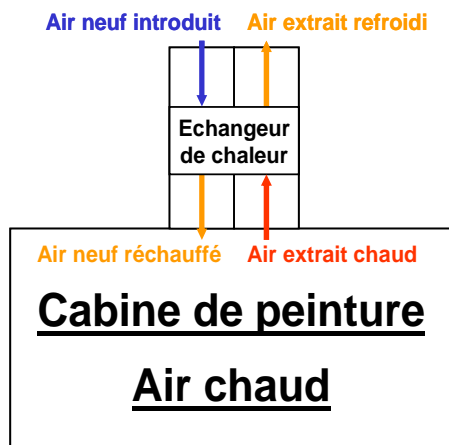 Air neuf introduit
Air extrait refroidi
Echangeur
de chaleur
Air neuf réchauffé
Air extrait chaud
Cabine de peinture
Air chaud